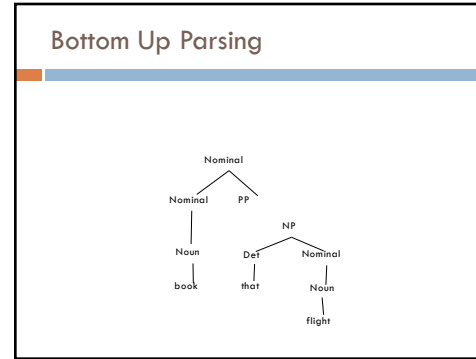 Bottom Up Parsing
Nominal
Nominal PP
NP
Noun Det Nominal
book that Noun
flight